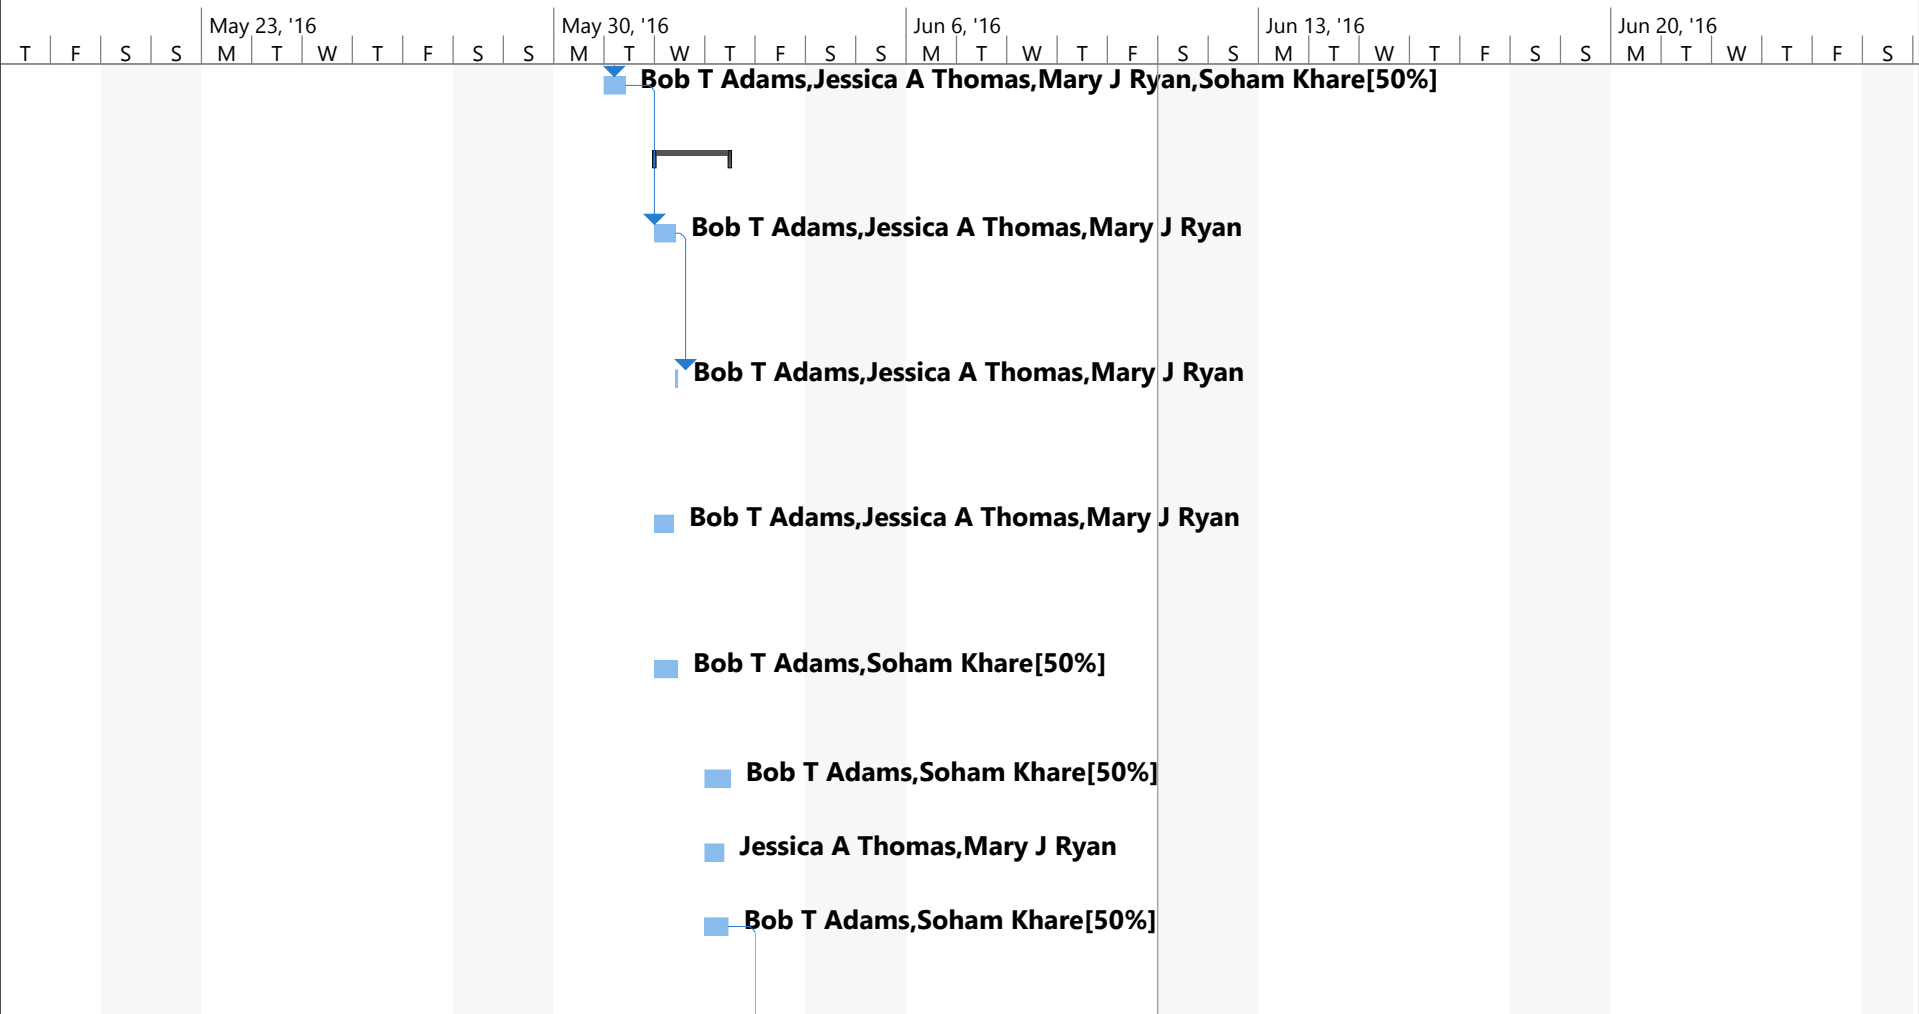 May 23, '16 May 30, '16 Jun 6, '16 Jun 13, '16 Jun 20, '16
T F S S M T W T F S S M T W T F S S M T W T F S S M T W T F S S M T W T F S
Bob T Adams,Jessica A Thomas,Mary J Ryan,Soham Khare[50%]
Bob T Adams,Jessica A Thomas,Mary J Ryan
Bob T Adams,Jessica A Thomas,Mary J Ryan
Bob T Adams,Jessica A Thomas,Mary J Ryan
Bob T Adams,Soham Khare[50%]
Bob T Adams,Soham Khare[50%]
Jessica A Thomas,Mary J Ryan
Bob T Adams,Soham Khare[50%]